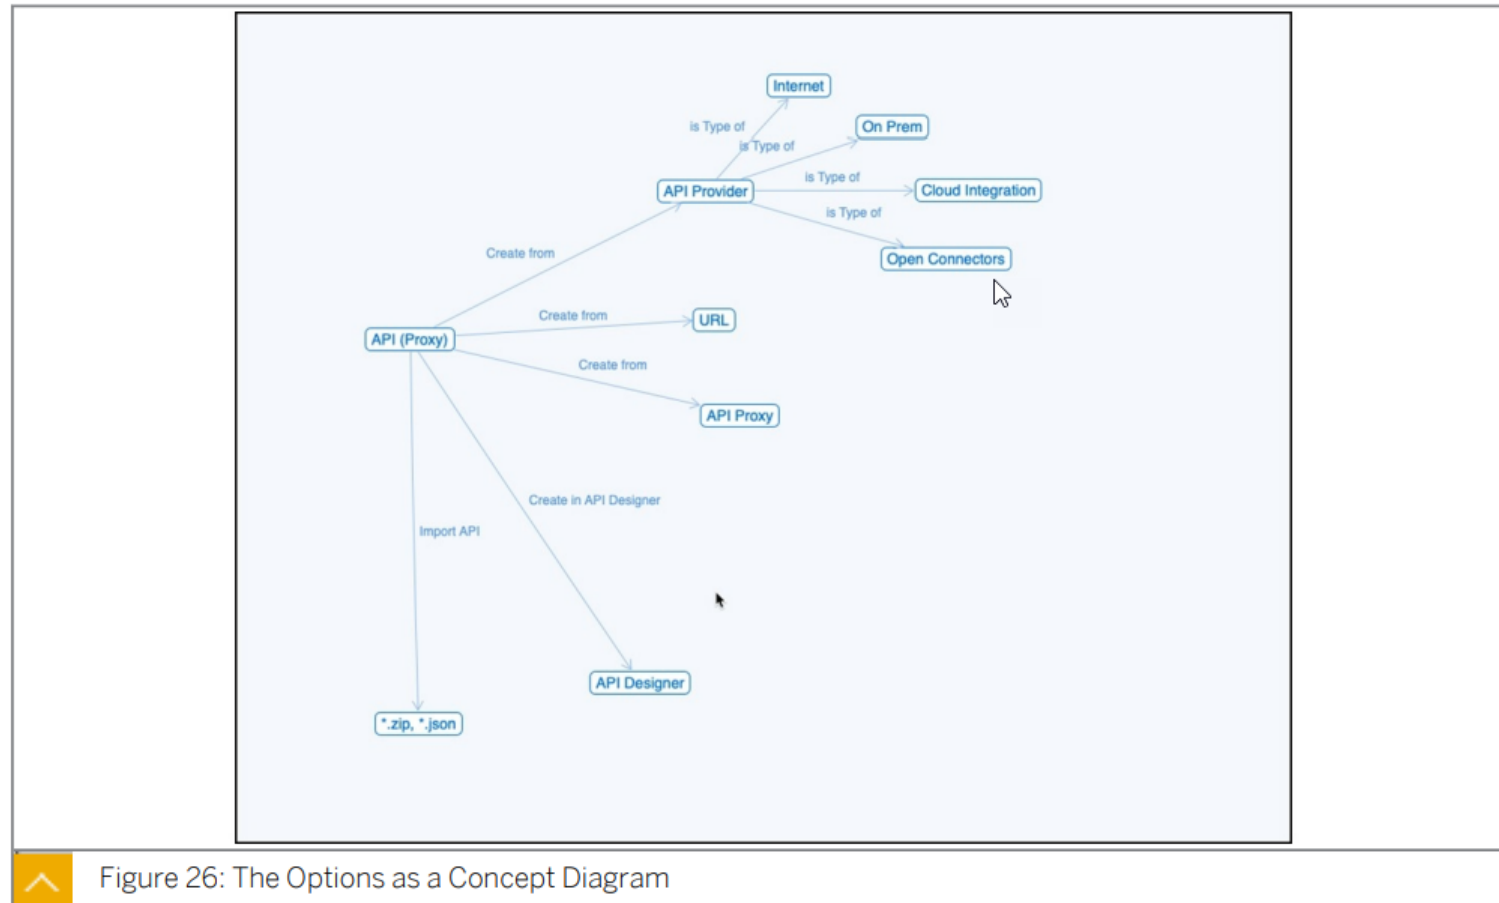 Internet
is Type of
On Prem
is Type of
is Type of
API Provider
Cloud Integration
is Type of
Create from
Open Connectors
Create from
URL
API (Proxy)
Create from
API Proxy
Create in API Designer
Import API
API Designer
*.zip, *.json
Figure 26: The Options as a Concept Diagram